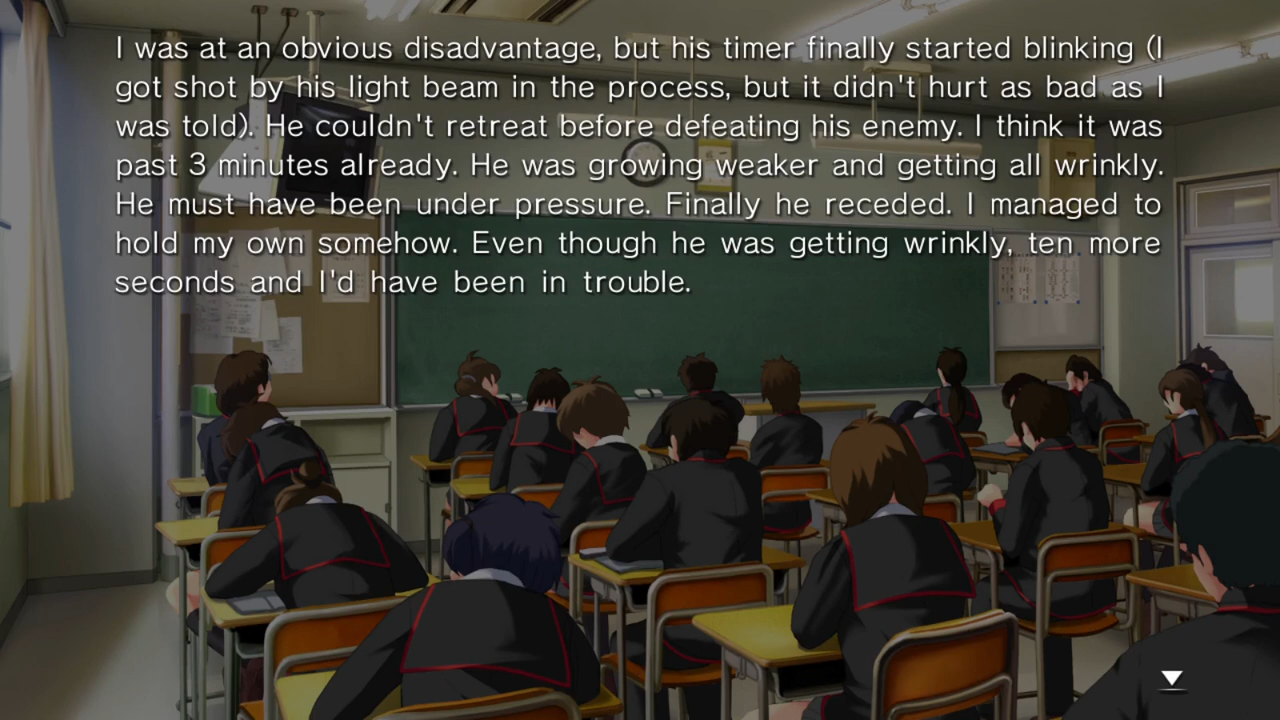 I was at an obvious disadvantage, but his timer finally started blinking (I
got shot by his light beam in the process, but it didn't hurt as bad as I
was told). He couldn't retreat before defeating his enemy. I think it was
past 3 minutes already. He was growing weaker and getting all wrinkly.
He must have been under pressure. Finally he receded. I managed to
hold my own somehow. Even though he was getting wrinkly, ten more
seconds and I'd have been in trouble.